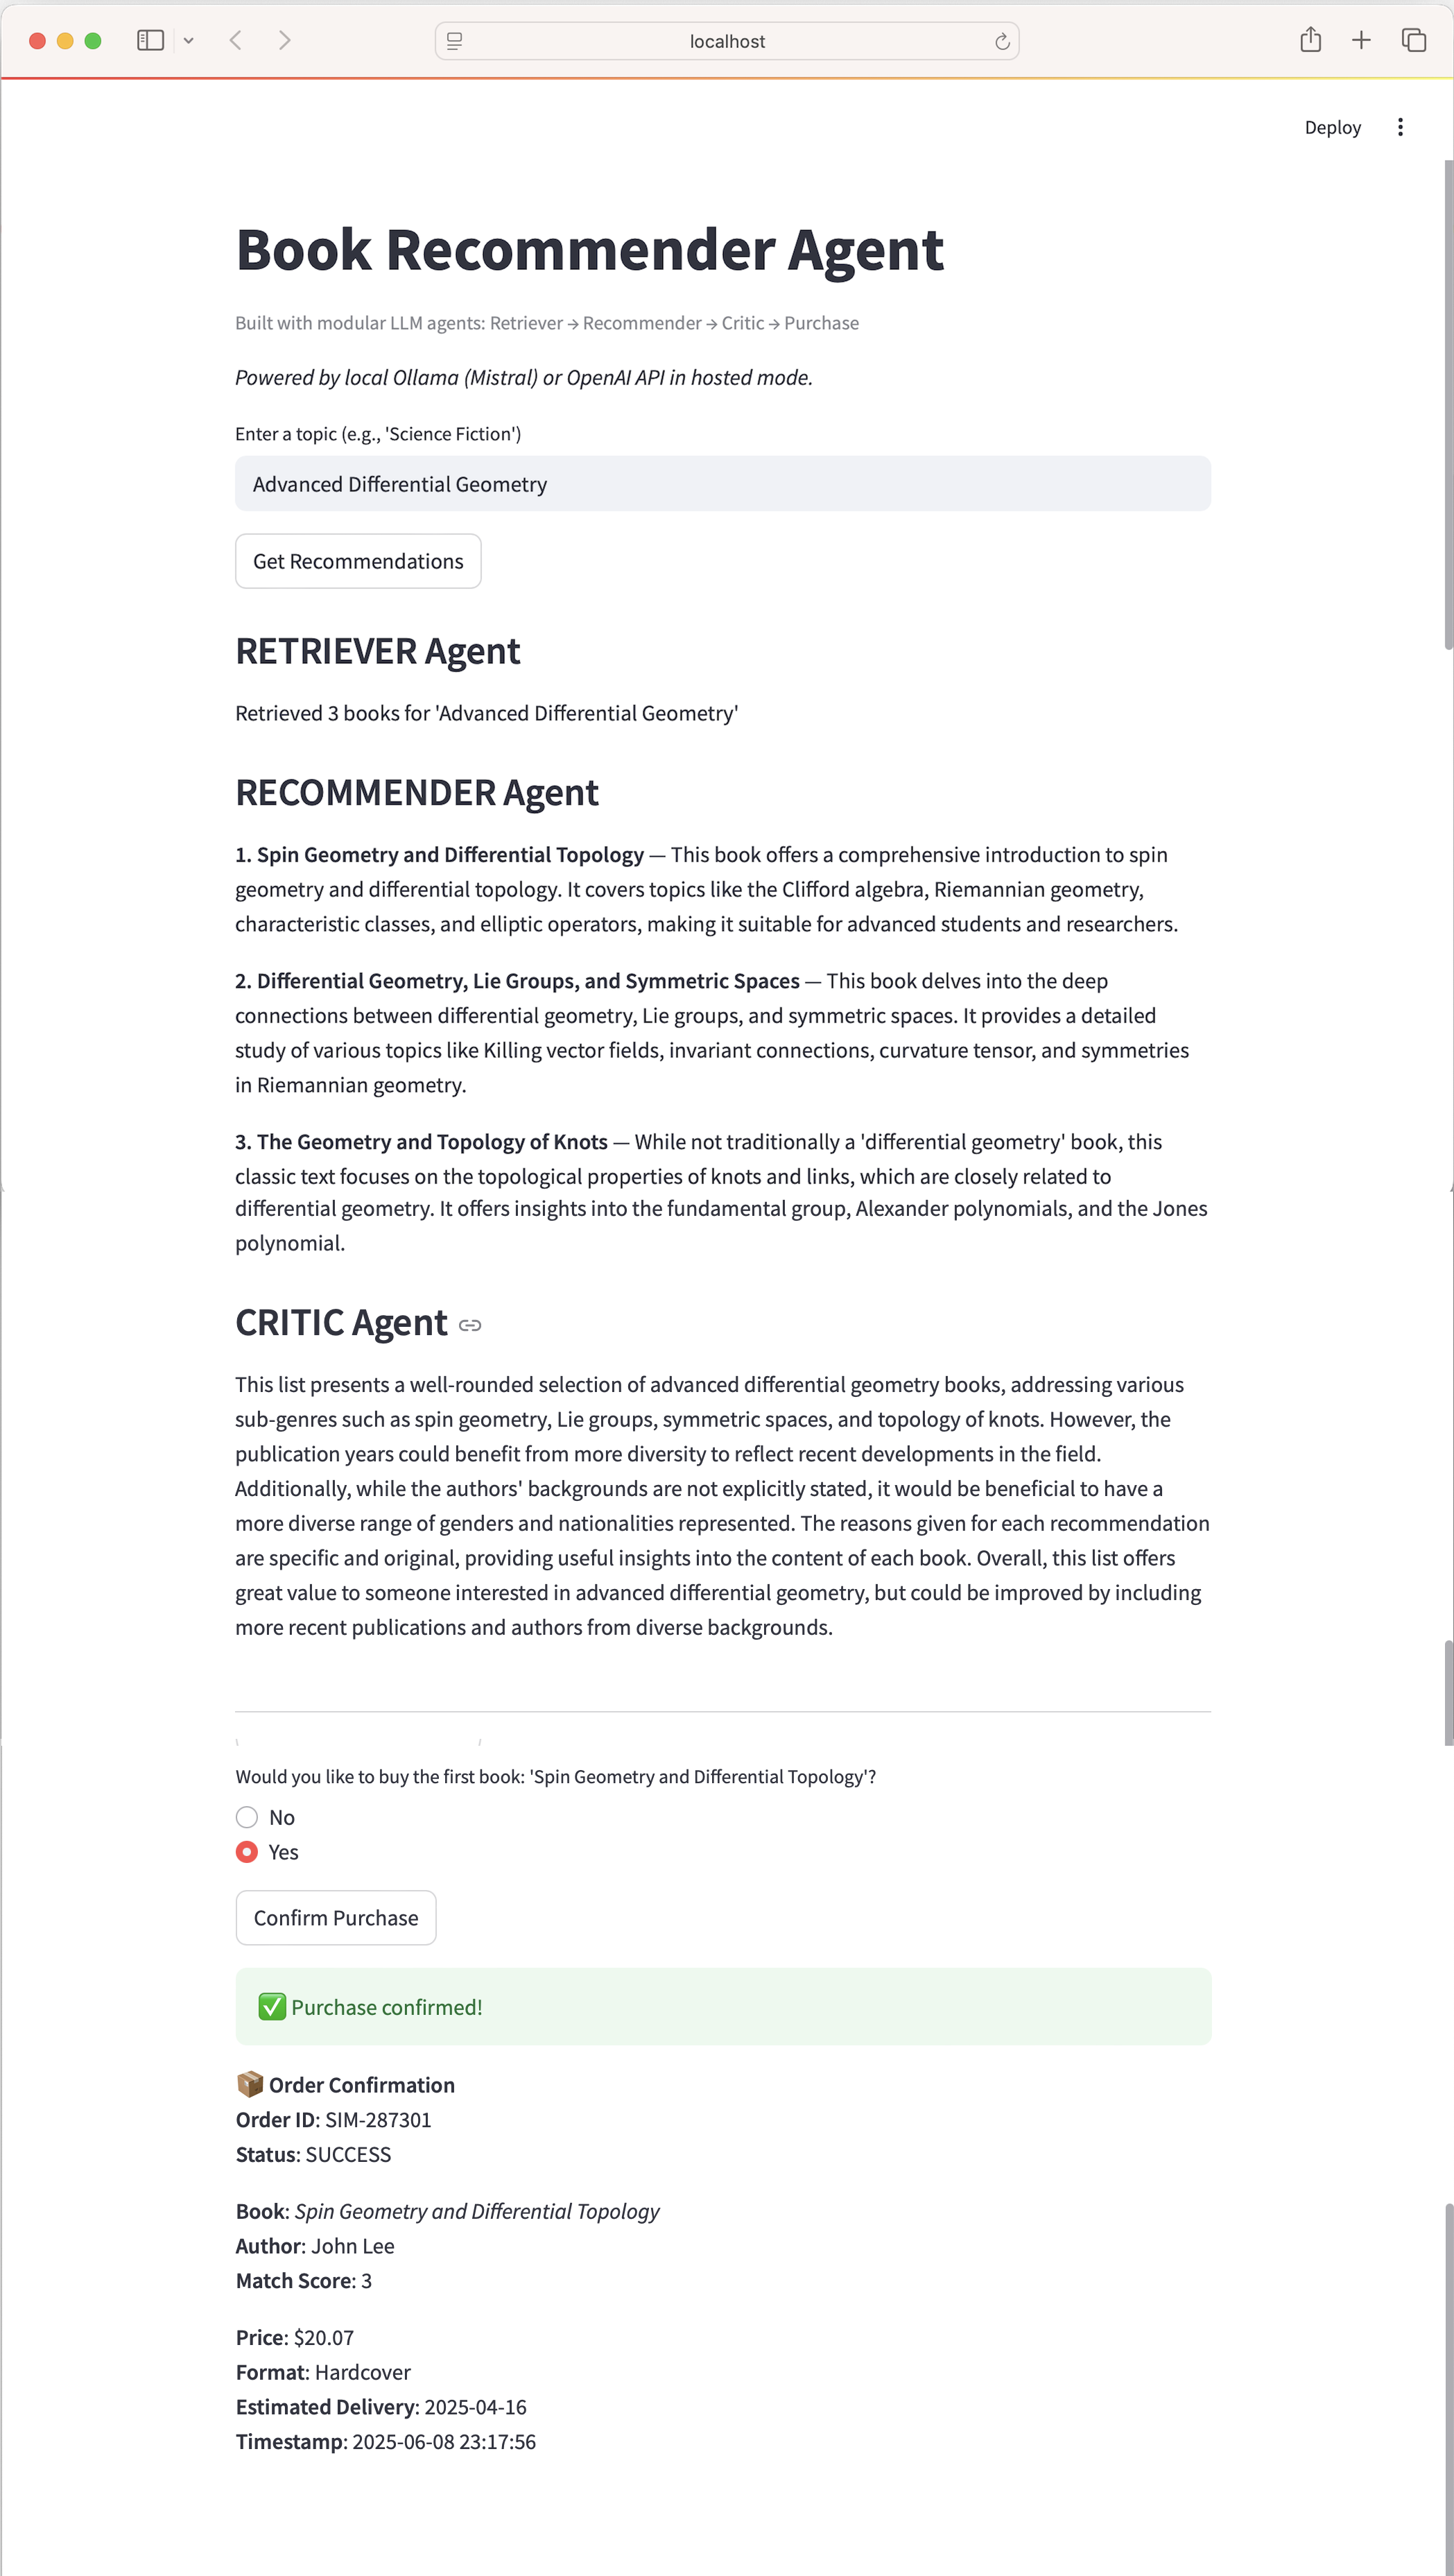 localhost
Deploy
Book Recommender Agent
Built with modular LLM agents: Retriever → Recommender → Critic → Purchase
Powered by local Ollama (Mistral) or OpenAI API in hosted mode.
Enter a topic (e.g., 'Science Fiction')
Advanced Differential Geometry
Get Recommendations
RETRIEVER Agent
Retrieved 3 books for 'Advanced Differential Geometry'
RECOMMENDER Agent
1. Spin Geometry and Differential Topology — This book offers a comprehensive introduction to spin
geometry and differential topology. It covers topics like the Clifford algebra, Riemannian geometry,
characteristic classes, and elliptic operators, making it suitable for advanced students and researchers.
2. Differential Geometry, Lie Groups, and Symmetric Spaces — This book delves into the deep
connections between differential geometry, Lie groups, and symmetric spaces. It provides a detailed
study of various topics like Killing vector fields, invariant connections, curvature tensor, and symmetries
in Riemannian geometry.
3. The Geometry and Topology of Knots — While not traditionally a 'differential geometry' book, this
classic text focuses on the topological properties of knots and links, which are closely related to
differential geometry. It offers insights into the fundamental group, Alexander polynomials, and the Jones
polynomial.
CRITIC Agent
This list presents a well-rounded selection of advanced differential geometry books, addressing various
sub-genres such as spin geometry, Lie groups, symmetric spaces, and topology of knots. However, the
publication years could benefit from more diversity to reflect recent developments in the field.
Additionally, while the authors' backgrounds are not explicitly stated, it would be beneficial to have a
more diverse range of genders and nationalities represented. The reasons given for each recommendation
are specific and original, providing useful insights into the content of each book. Overall, this list offers
great value to someone interested in advanced differential geometry, but could be improved by including
more recent publications and authors from diverse backgrounds.
Would you like to buy the first book: 'Spin Geometry and Differential Topology'?
No
Yes
Confirm Purchase
✅ Purchase confirmed!
📦 Order Confirmation
Order ID: SIM-287301
Status: SUCCESS
Book: Spin Geometry and Differential Topology
Author: John Lee
Match Score: 3
Price: $20.07
Format: Hardcover
Estimated Delivery: 2025-04-16
Timestamp: 2025-06-08 23:17:56